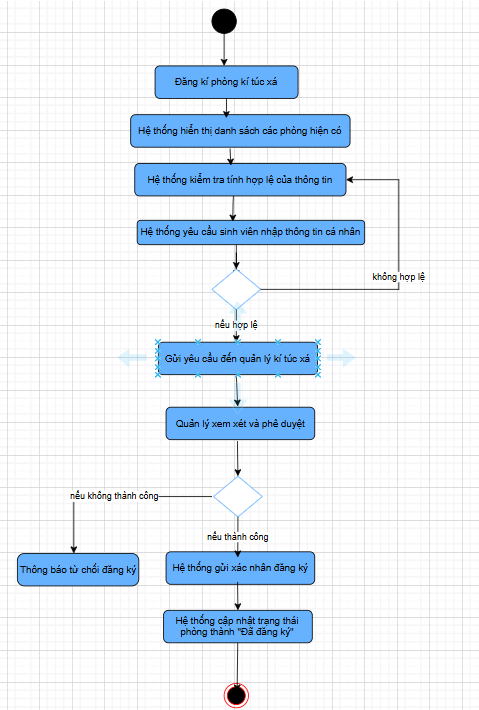 Đăng kí phòng kí túc xá
Hệ thống hiển thị danh sách các phòng hiện có
Hệ thống kiểm tra tính hợp lệ của thông tin
Hệ thống yêu cầu sinh viên nhập thông tin cá nhân
không hợp lệ
nếu hợp lệ
Gửi yêu cầu đến quản lý kí túc xá
Quản lý xem xét và phê duyệt
nếu không thành công
nếu thành công
Thông báo từ chối đăng ký
Hệ thống gửi xác nhận đăng ký
Hệ thống cập nhật trạng thái
phòng thành "Đã đăng ký"